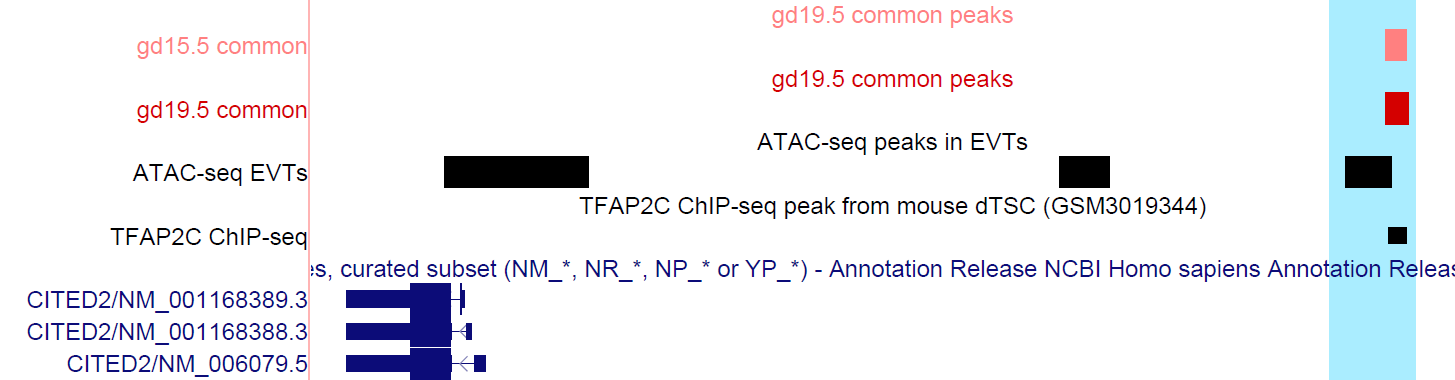 gd19.5 common peaks
gd15.5 common
gd19.5 common peaks
gd19.5 common
ATAC-seq peaks in EVTs
ATAC-seq EVTs
TFAP2C ChIP-seq peak from mouse dTSC (GSM3019344)
TFAP2C ChIP-seq
es, curated subset (NM_*, NR_*, NP_* or YP_*) - Annotation Release NCBI Homo sapiens Annotation Releas
CITED2/NM_001168389.3
CITED2/NM_001168388.3
CITED2/NM_006079.5